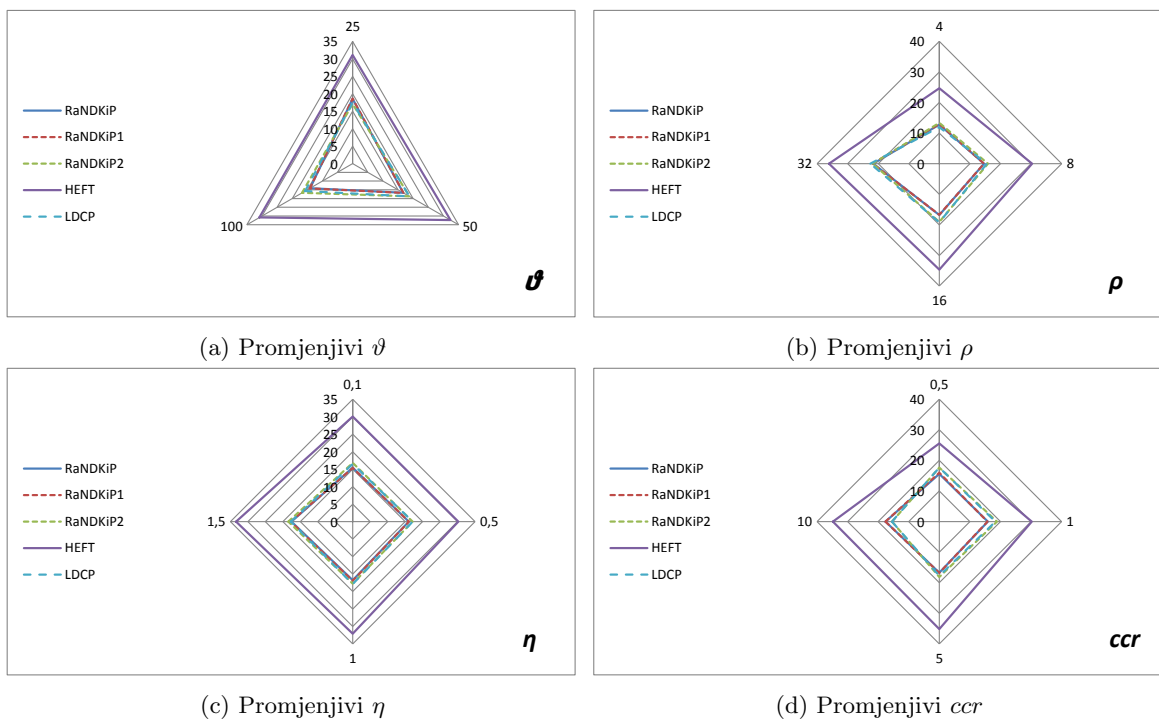 25
35
30
25
20
15
10
5
0
100
50
RaNDKiP
RaNDKiP1
RaNDKiP2
HEFT
LDCP
ϑ
(a) Promjenjivi ϑ
4
40
30
20
10
0
32
8
16
RaNDKiP
RaNDKiP1
RaNDKiP2
HEFT
LDCP
ρ
(b) Promjenjivi ρ
0,1
35
30
25
20
15
10
5
0
1,5
0,5
1
RaNDKiP
RaNDKiP1
RaNDKiP2
HEFT
LDCP
η
(c) Promjenjivi η
0,5
40
30
20
10
0
10
1
5
RaNDKiP
RaNDKiP1
RaNDKiP2
HEFT
LDCP
ccr
(d) Promjenjivi ccr